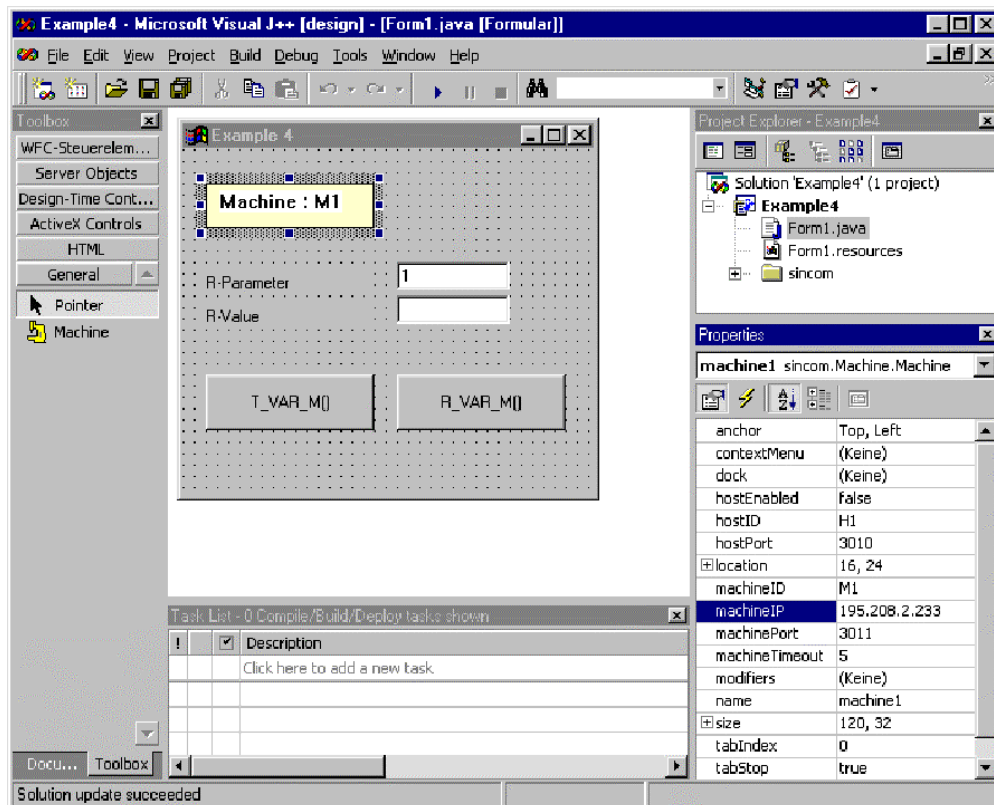 Example4 - Microsoft Visual J++ [design] - [Form1.java [Formular]]
File Edit View Project Build Debug Tools Window Help
Toolbox
WFC-Steuerelem...
Server Objects
Design-Time Cont...
ActiveX Controls
HTML
General
Pointer
Machine
Docu...
Toolbox
Example 4
Machine : M1
R-Parameter
1
R-Value
T_VAR_M()
R_VAR_M()
Task List - 0 Compile/Build/Deploy tasks shown
! Description
Click here to add a new task
Project Explorer - Example4
Solution 'Example4' (1 project)
Example4
Form1.java
Form1.resources
sincom
Properties
machine1 sincom.Machine.Machine
anchor Top, Left
contextMenu (Keine)
dock (Keine)
hostEnabled false
hostID H1
hostPort 3010
location 16, 24
machineID M1
machineIP 195.208.2.233
machinePort 3011
machineTimeout 5
modifiers (Keine)
name machine1
size 120, 32
tabIndex 0
tabStop true
Solution update succeeded